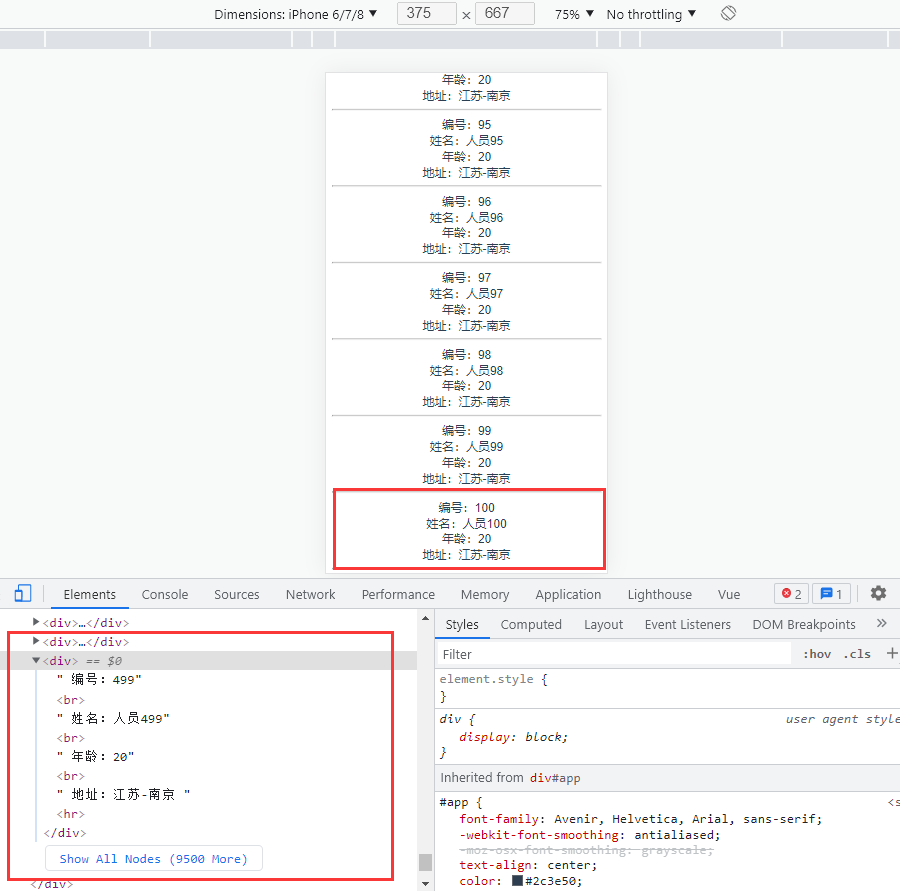 Dimensions: iPhone 6/7/8 ▼ 375 × 667 75% ▼ No throttling ▼
年龄：20
地址：江苏-南京
编号：95
姓名：人员95
年龄：20
地址：江苏-南京
编号：96
姓名：人员96
年龄：20
地址：江苏-南京
编号：97
姓名：人员97
年龄：20
地址：江苏-南京
编号：98
姓名：人员98
年龄：20
地址：江苏-南京
编号：99
姓名：人员99
年龄：20
地址：江苏-南京
编号：100
姓名：人员100
年龄：20
地址：江苏-南京
Elements Console Sources Network Performance Memory Application Lighthouse Vue 2 1
▶<div>…</div>
▶<div>…</div>
▼<div> == $0
" 编号：499"
<br>
" 姓名：人员499"
<br>
" 年龄：20"
<br>
" 地址：江苏-南京 "
<hr>
</div>
Show All Nodes (9500 More)
</div>
Styles Computed Layout Event Listeners DOM Breakpoints »
Filter :hov .cls +
element.style {
}
div { user agent style
display: block;
}
Inherited from div#app
#app { <s
font-family: Avenir, Helvetica, Arial, sans-serif;
-webkit-font-smoothing: antialiased;
-moz-osx-font-smoothing: grayscale;
text-align: center;
color: #2c3e50;